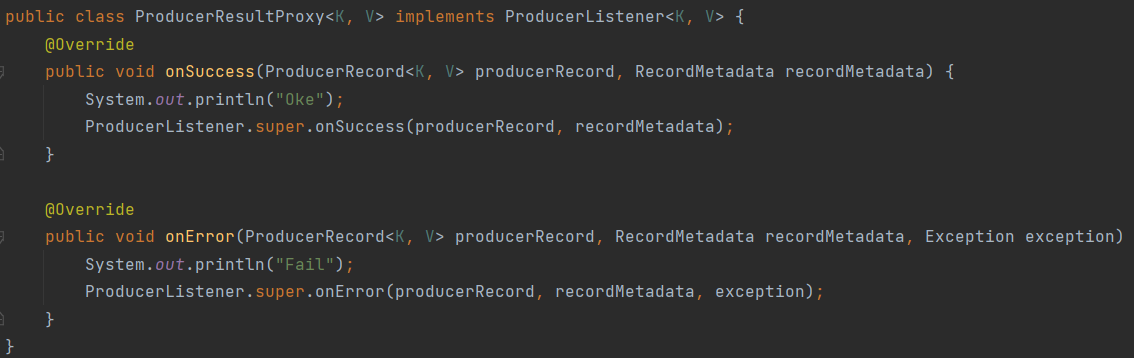 public class ProducerResultProxy<K, V> implements ProducerListener<K, V> {
    @Override
    public void onSuccess(ProducerRecord<K, V> producerRecord, RecordMetadata recordMetadata) {
        System.out.println("Oke");
        ProducerListener.super.onSuccess(producerRecord, recordMetadata);
    }

    @Override
    public void onError(ProducerRecord<K, V> producerRecord, RecordMetadata recordMetadata, Exception exception)
        System.out.println("Fail");
        ProducerListener.super.onError(producerRecord, recordMetadata, exception);
    }
}